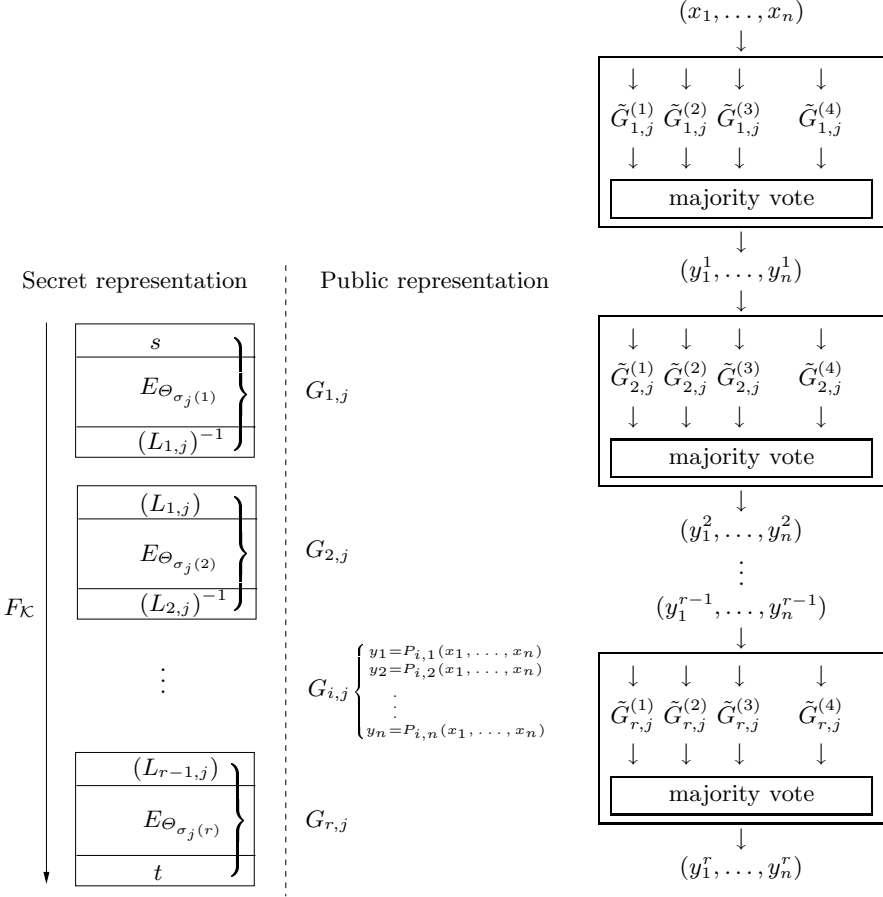 Secret representation
F_𝒦
s
E_{Θ_{σ_j(1)}}
(L_{1,j})^{−1}
(L_{1,j})
E_{Θ_{σ_j(2)}}
(L_{2,j})^{−1}
⋮
(L_{r−1,j})
E_{Θ_{σ_j(r)}}
t
Public representation
G_{1,j}
G_{2,j}
G_{i,j} { y_1=P_{i,1}(x_1, . . . , x_n)
y_2=P_{i,2}(x_1, . . . , x_n)
.
.
.
y_n=P_{i,n}(x_1, . . . , x_n)
G_{r,j}
(x_1, . . . , x_n)
↓
↓ ↓ ↓ ↓
G̃_{1,j}^{(1)} G̃_{1,j}^{(2)} G̃_{1,j}^{(3)} G̃_{1,j}^{(4)}
↓ ↓ ↓ ↓
majority vote
↓
(y_1^1, . . . , y_n^1)
↓
↓ ↓ ↓ ↓
G̃_{2,j}^{(1)} G̃_{2,j}^{(2)} G̃_{2,j}^{(3)} G̃_{2,j}^{(4)}
↓ ↓ ↓ ↓
majority vote
↓
(y_1^2, . . . , y_n^2)
⋮
(y_1^{r−1}, . . . , y_n^{r−1})
↓
↓ ↓ ↓ ↓
G̃_{r,j}^{(1)} G̃_{r,j}^{(2)} G̃_{r,j}^{(3)} G̃_{r,j}^{(4)}
↓ ↓ ↓ ↓
majority vote
↓
(y_1^r, . . . , y_n^r)